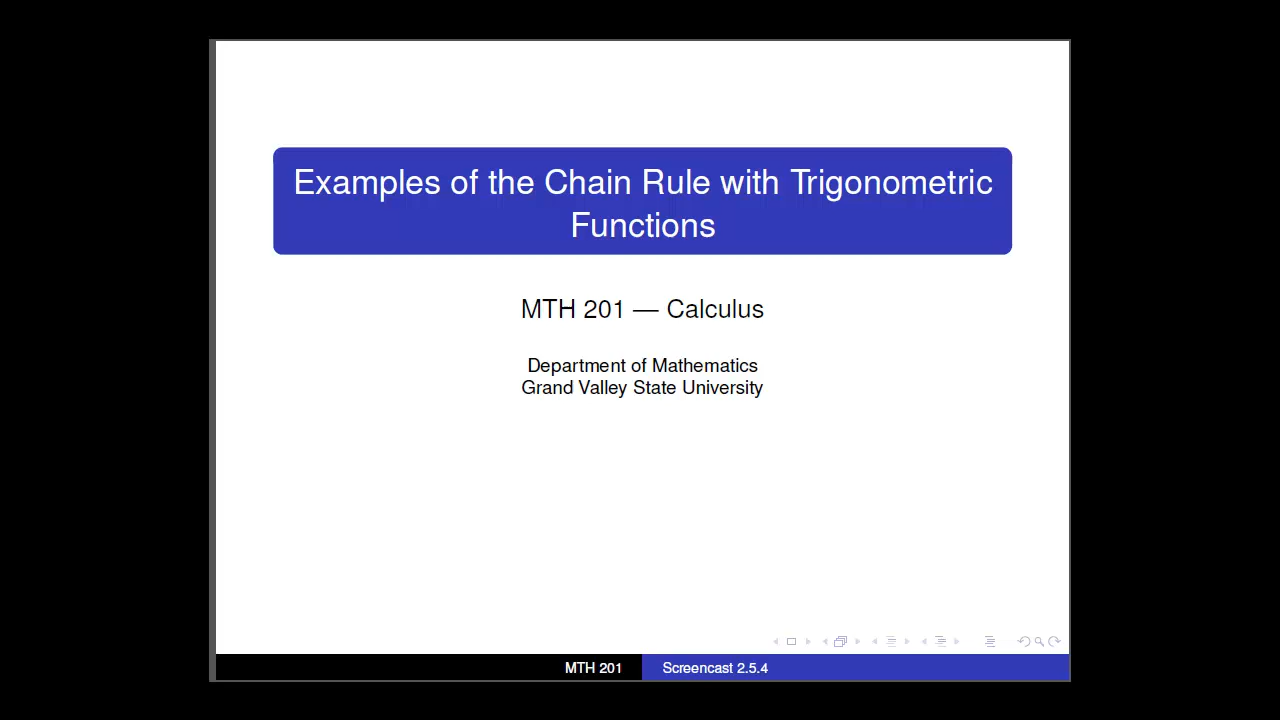 Examples of the Chain Rule with Trigonometric
Functions
MTH 201 — Calculus
Department of Mathematics
Grand Valley State University
MTH 201
Screencast 2.5.4